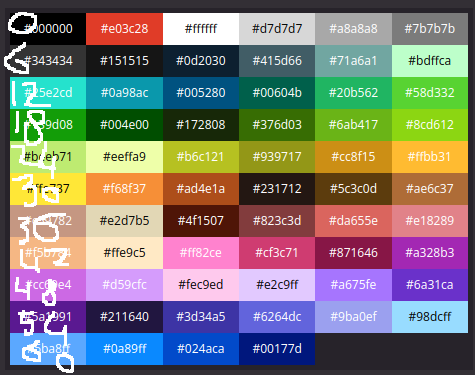 0 #000000 #e03c28 #ffffff #d7d7d7 #a8a8a8 #7b7b7b
6 #343434 #151515 #0d2030 #415d66 #71a6a1 #bdffca
12 #25e2cd #0a98ac #005280 #00604b #20b562 #58d332
18 #139d08 #004e00 #172808 #376d03 #6ab417 #8cd612
24 #beeb71 #eeffa9 #b6c121 #939717 #cc8f15 #ffbb31
30 #ffe737 #f68f37 #ad4e1a #231712 #5c3c0d #ae6c37
#e2d7b5 #4f1507 #823c3d #da655e #e18289
42 #f5b784 #ffe9c5 #ff82ce #cf3c71 #871646 #a328b3
48 #cc69e4 #d59cfc #fec9ed #e2c9ff #a675fe #6a31ca
54 #5a1991 #211640 #3d34a5 #6264dc #9ba0ef #98dcff
60 #5ba8ff #0a89ff #024aca #00177d